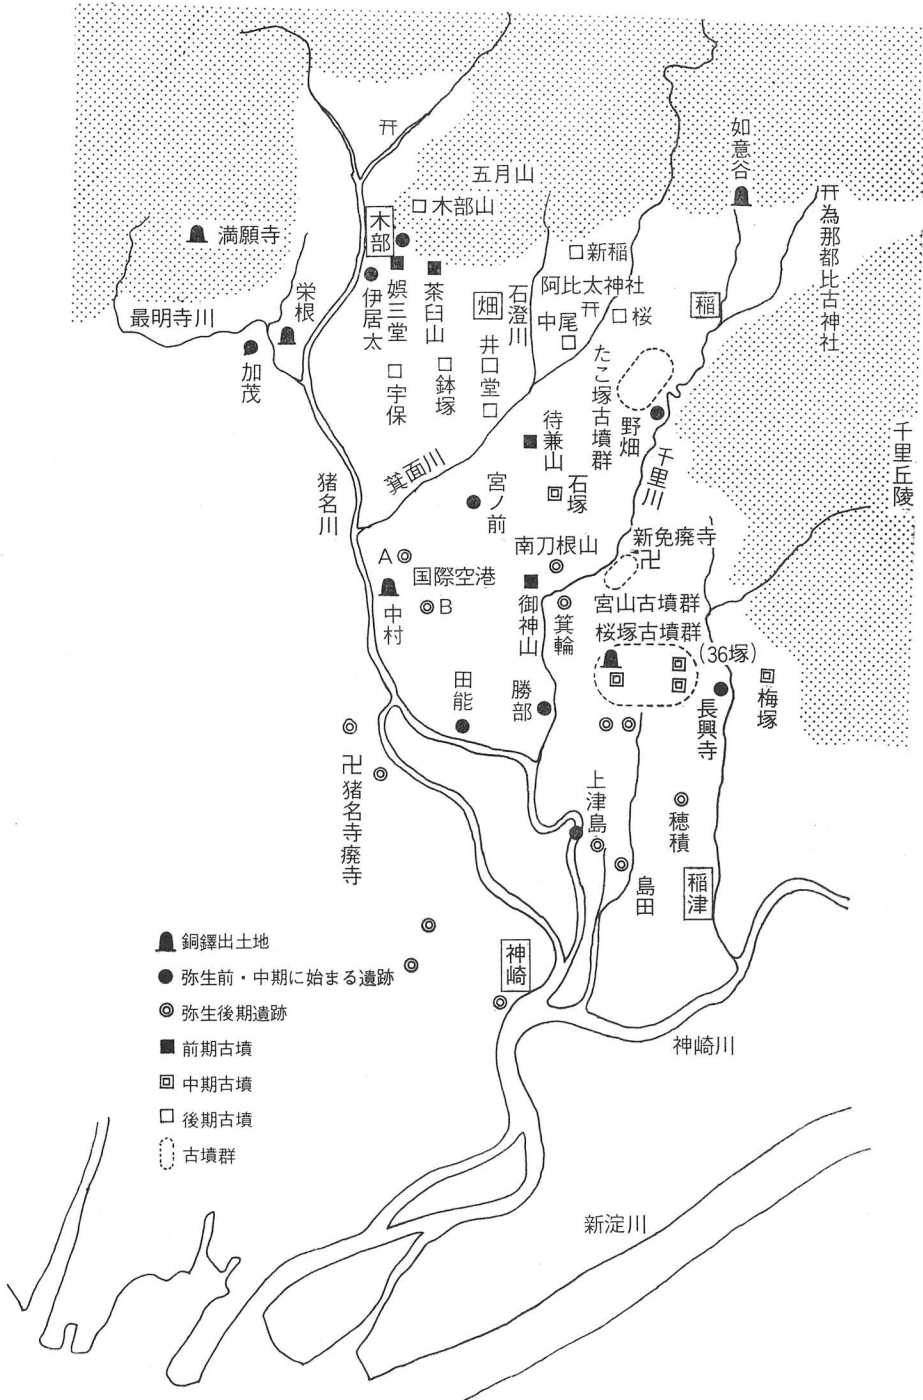 如意谷
五月山
為那都比古神社
木部山
木部
満願寺
新稲
栄根
伊居太
娯三堂
茶臼山
畑
石澄川
阿比太神社
稲
中尾
桜
最明寺川
井口堂
加茂
宇保
鉢塚
たこ塚古墳群
野畑
千里丘陵
待兼山
千里川
猪名川
箕面川
宮ノ前
石塚
新免廃寺
南刀根山
A
国際空港
B
中村
御神山
箕輪
宮山古墳群
桜塚古墳群
(36塚)
田能
勝部
長興寺
梅塚
猪名寺廃寺
上津島
穂積
島田
稲津
神崎
銅鐸出土地
弥生前・中期に始まる遺跡
弥生後期遺跡
前期古墳
中期古墳
後期古墳
古墳群
神崎川
新淀川